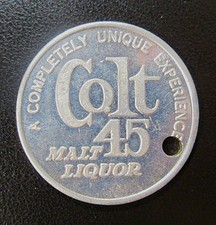 A COMPLETELY UNIQUE EXPERIENCE
Colt
45
MALT
LIQUOR